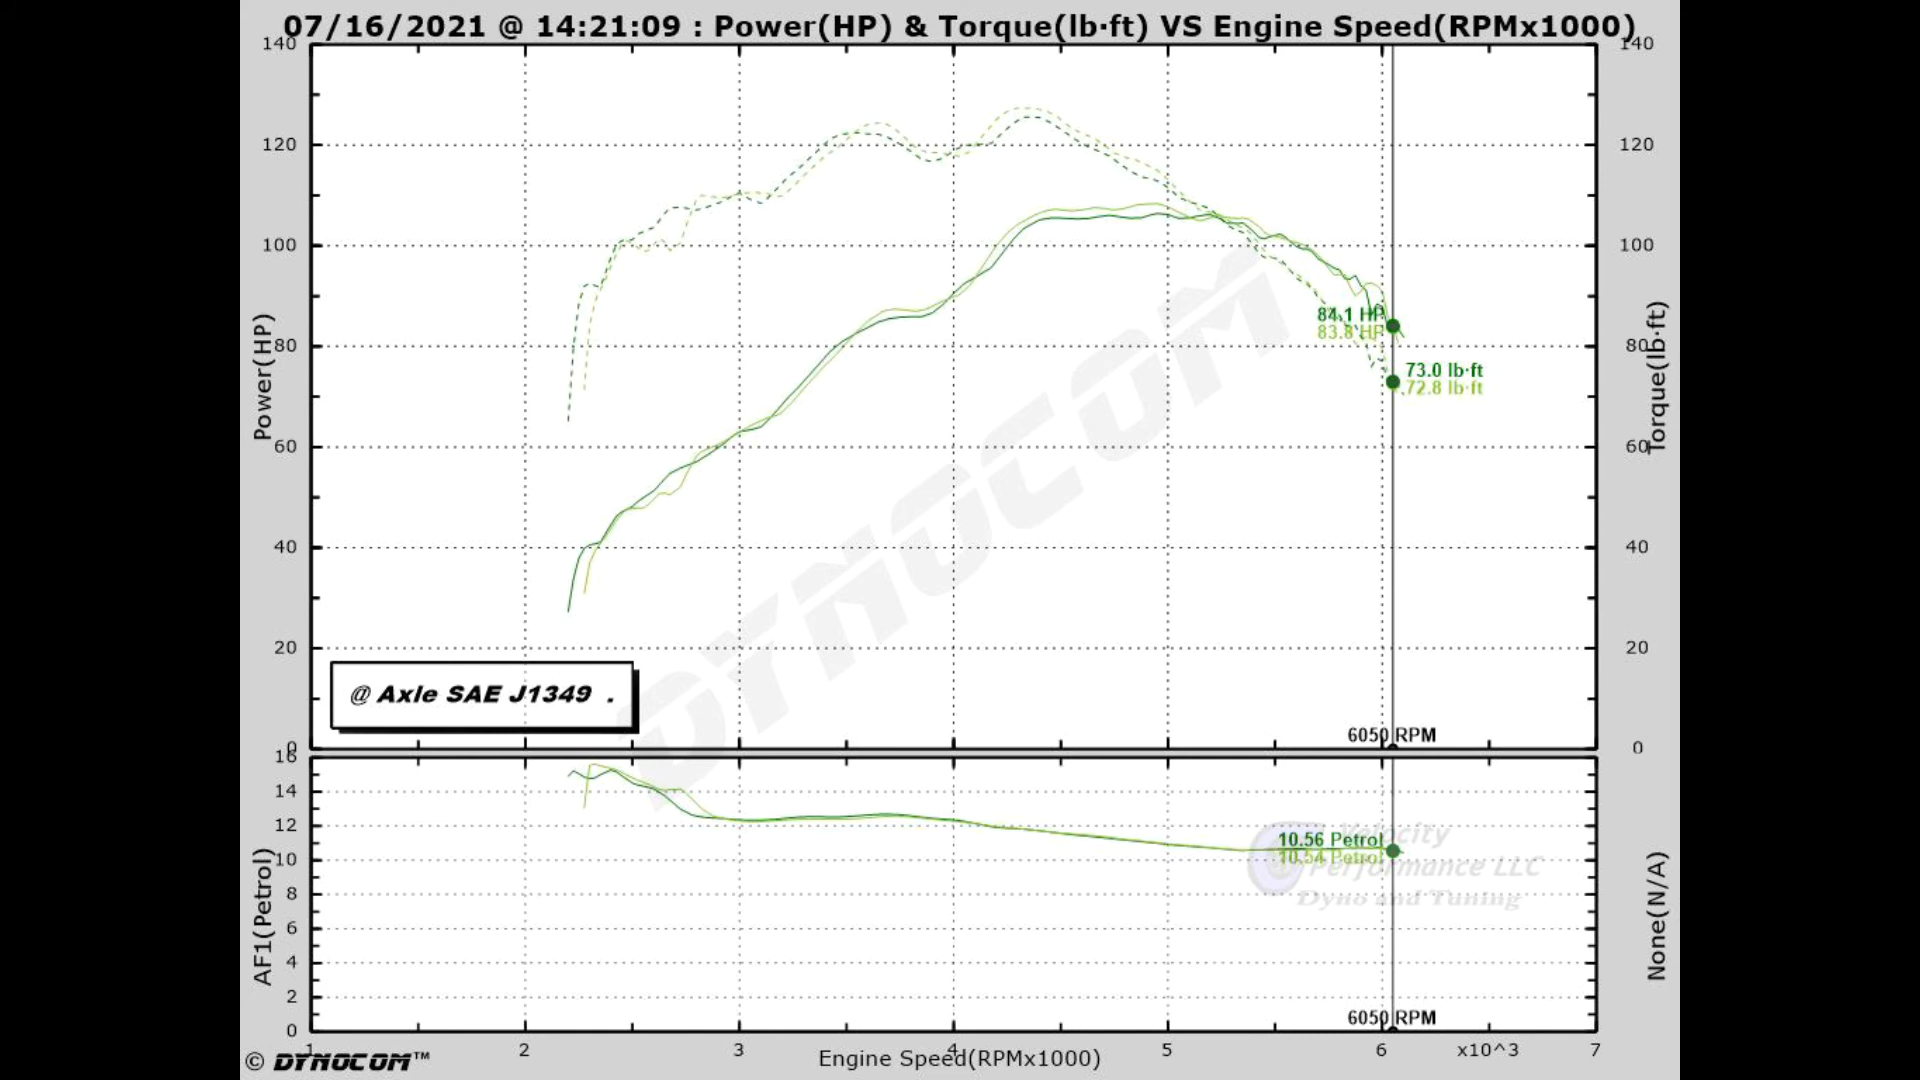 07/16/2021 @ 14:21:09 : Power(HP) & Torque(lb·ft) VS Engine Speed(RPMx1000)
140 140
120 120
100 100
80 80
60 60
40 40
20 20
0 0
Power(HP)
Torque(lb·ft)
DYNOCOM
84.1 HP
83.8 HP
73.0 lb·ft
72.8 lb·ft
@ Axle SAE J1349 .
6050 RPM
16
14
12
10
8
6
4
2
0
AF1(Petrol)
None(N/A)
10.56 Petrol
10.54 Petrol
Velocity
Performance LLC
Dyno and Tuning
6050 RPM
1 2 3 4 5 6 x10^3 7
Engine Speed(RPMx1000)
© DYNOCOM™